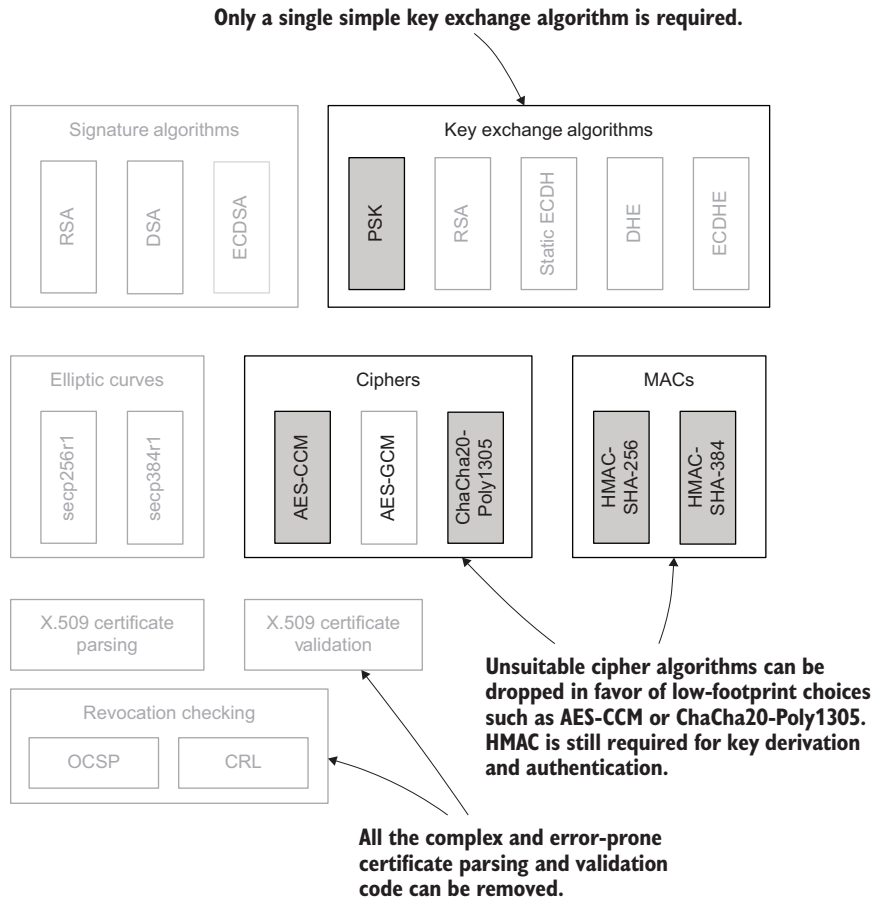 Only a single simple key exchange algorithm is required.
Signature algorithms
RSA
DSA
ECDSA
Key exchange algorithms
PSK
RSA
Static ECDH
DHE
ECDHE
Elliptic curves
secp256r1
secp384r1
Ciphers
AES-CCM
AES-GCM
ChaCha20-
Poly1305
MACs
HMAC-
SHA-256
HMAC-
SHA-384
X.509 certificate
parsing
X.509 certificate
validation
Revocation checking
OCSP
CRL
Unsuitable cipher algorithms can be
dropped in favor of low-footprint choices
such as AES-CCM or ChaCha20-Poly1305.
HMAC is still required for key derivation
and authentication.
All the complex and error-prone
certificate parsing and validation
code can be removed.